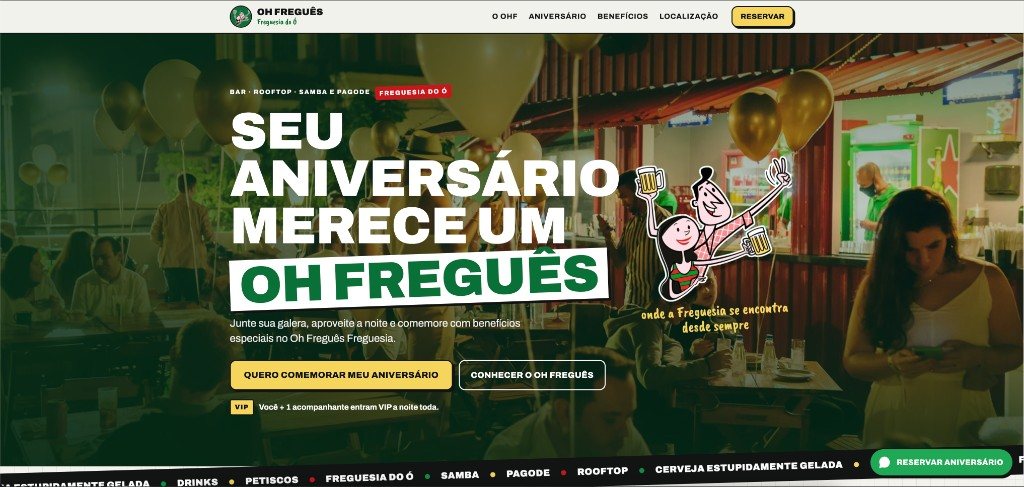 OH FREGUÊS
Freguesia do Ó
O OHF
ANIVERSÁRIO
BENEFÍCIOS
LOCALIZAÇÃO
RESERVAR
BAR · ROOFTOP · SAMBA E PAGODE
FREGUESIA DO Ó
SEU
ANIVERSÁRIO
MERECE UM
OH FREGUÊS
onde a Freguesia se encontra
desde sempre
Junte sua galera, aproveite a noite e comemore com benefícios
especiais no Oh Freguês Freguesia.
QUERO COMEMORAR MEU ANIVERSÁRIO
CONHECER O OH FREGUÊS
VIP
Você + 1 acompanhante entram VIP a noite toda.
ESTUPIDAMENTE GELADA
DRINKS
PETISCOS
FREGUESIA DO Ó
SAMBA
PAGODE
ROOFTOP
CERVEJA ESTUPIDAMENTE GELADA
RESERVAR ANIVERSÁRIO